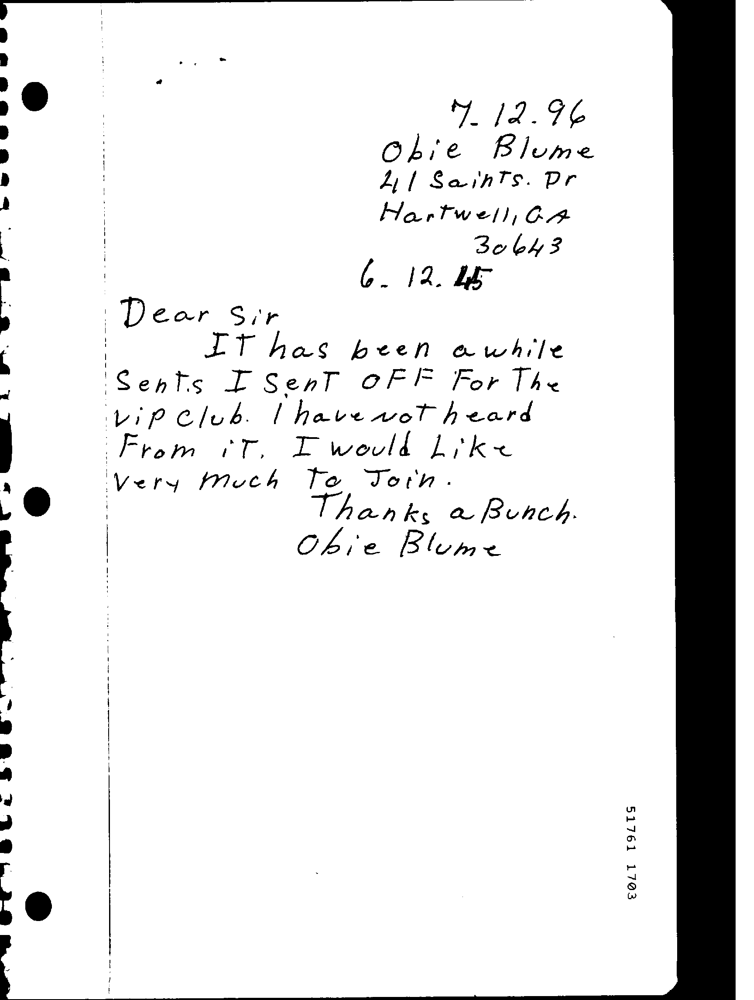 7-12-96
Obie Blume
41 Saints. Dr
Hartwell, GA
30643
6-12.45
Dear Sir
IT has been awhile
Sents I SenT OFF For The
Vip Club. I have not heard
From iT. I would Like
Very much To Join.
Thanks a Bunch.
Obie Blume
51761 1703